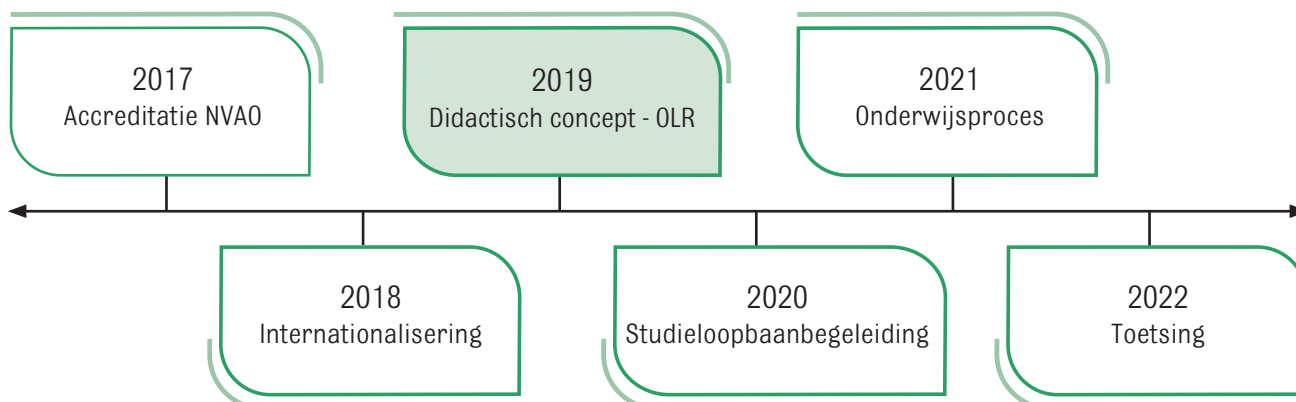 2017
Accreditatie NVAO
2019
Didactisch concept - OLR
2021
Onderwijsproces
2018
Internationalisering
2020
Studieloopbaanbegeleiding
2022
Toetsing